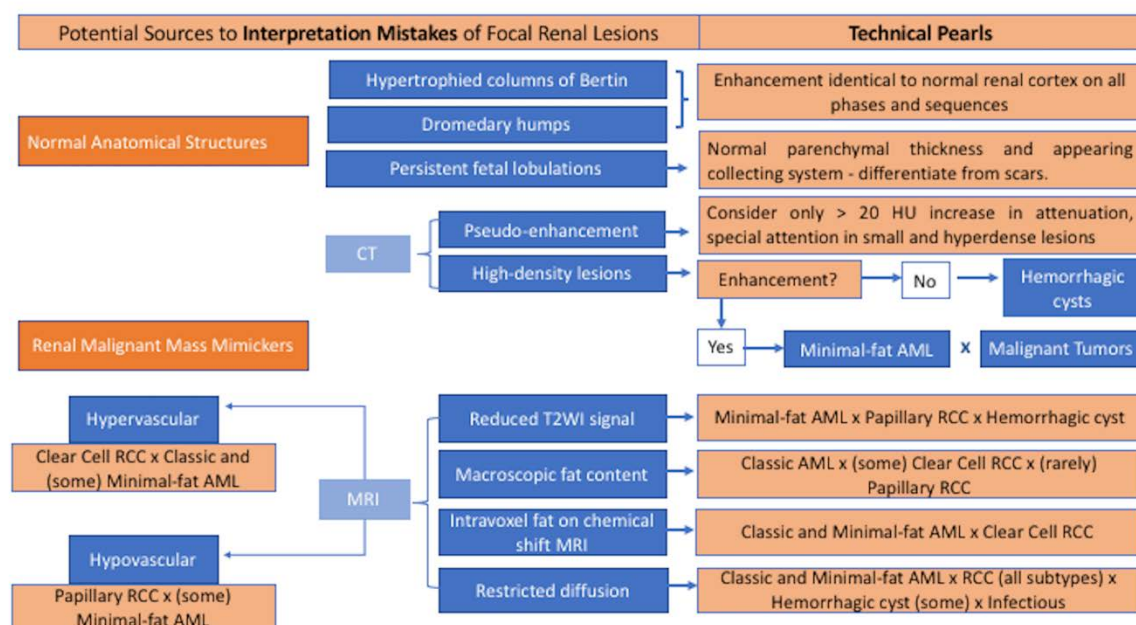 Potential Sources to Interpretation Mistakes of Focal Renal Lesions
Technical Pearls
Normal Anatomical Structures
Hypertrophied columns of Bertin
Dromedary humps
Enhancement identical to normal renal cortex on all
phases and sequences
Persistent fetal lobulations
Normal parenchymal thickness and appearing
collecting system - differentiate from scars.
Renal Malignant Mass Mimickers
CT
Pseudo-enhancement
Consider only > 20 HU increase in attenuation,
special attention in small and hyperdense lesions
High-density lesions
Enhancement?
No
Hemorrhagic
cysts
Yes
Minimal-fat AML
x
Malignant Tumors
MRI
Hypervascular
Clear Cell RCC x Classic and
(some) Minimal-fat AML
Hypovascular
Papillary RCC x (some)
Minimal-fat AML
Reduced T2WI signal
Minimal-fat AML x Papillary RCC x Hemorrhagic cyst
Macroscopic fat content
Classic AML x (some) Clear Cell RCC x (rarely)
Papillary RCC
Intravoxel fat on chemical
shift MRI
Classic and Minimal-fat AML x Clear Cell RCC
Restricted diffusion
Classic and Minimal-fat AML x RCC (all subtypes) x
Hemorrhagic cyst (some) x Infectious